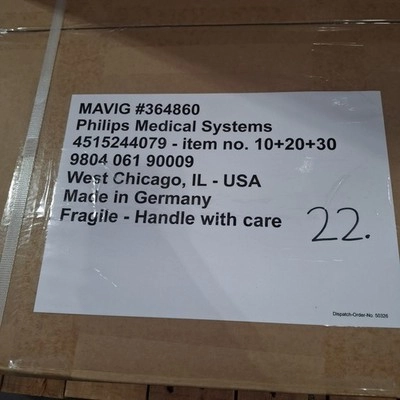 MAVIG #364860
Philips Medical Systems
4515244079 - item no. 10+20+30
9804 061 90009
West Chicago, IL - USA
Made in Germany
Fragile - Handle with care
22.
Dispatch-Order-No. 50328